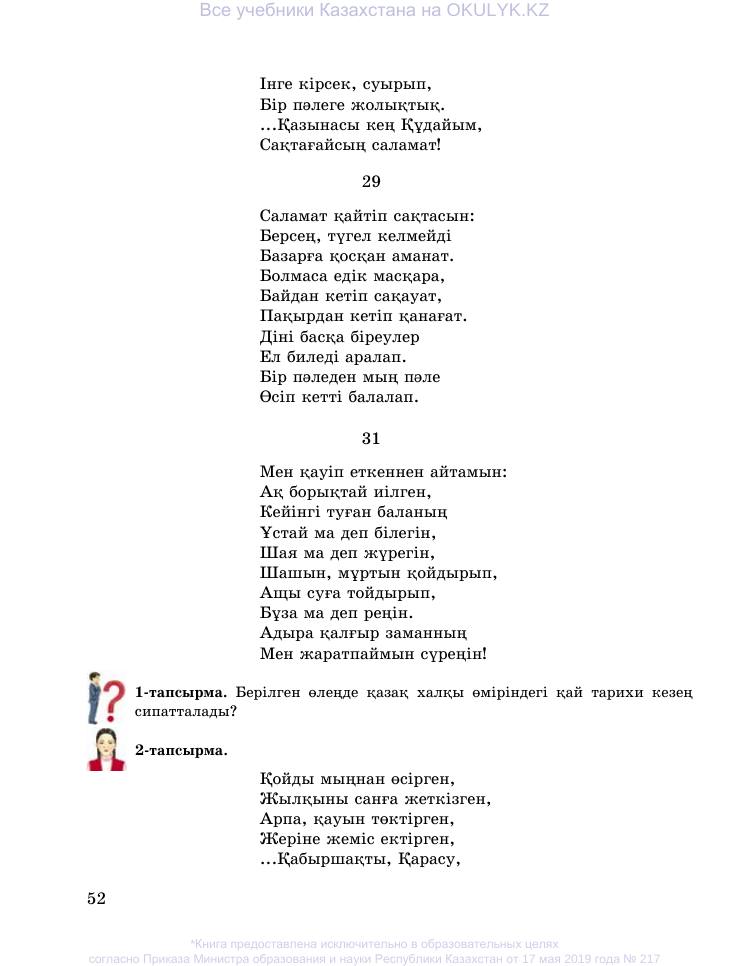 Все учебники Казахстана на OKULYK.KZ
Інге кірсек, суырып,
Бір пәлеге жолықтық.
...Қазынасы кең Құдайым,
Сақтағайсың саламат!
29
Саламат қайтіп сақтасын:
Берсең, түгел келмейді
Базарға қосқан аманат.
Болмаса едік масқара,
Байдан кетіп сақауат,
Пақырдан кетіп қанағат.
Діні басқа біреулер
Ел биледі аралап.
Бір пәледен мың пәле
Өсіп кетті балалап.
31
Мен қауіп еткеннен айтамын:
Ақ борықтай иілген,
Кейінгі туған баланың
Ұстай ма деп білегін,
Шая ма деп жүрегін,
Шашын, мұртын қойдырып,
Ащы суға тойдырып,
Бұза ма деп реңін.
Адыра қалғыр заманның
Мен жаратпаймын сүреңін!
1-тапсырма. Берілген өлеңде қазақ халқы өміріндегі қай тарихи кезең
сипатталады?
2-тапсырма.
Қойды мыңнан өсірген,
Жылқыны санға жеткізген,
Арпа, қауын төктірген,
Жеріне жеміс ектірген,
...Қабыршақты, Қарасу,
52
*Книга предоставлена исключительно в образовательных целях
согласно Приказа Министра образования и науки Республики Казахстан от 17 мая 2019 года № 217